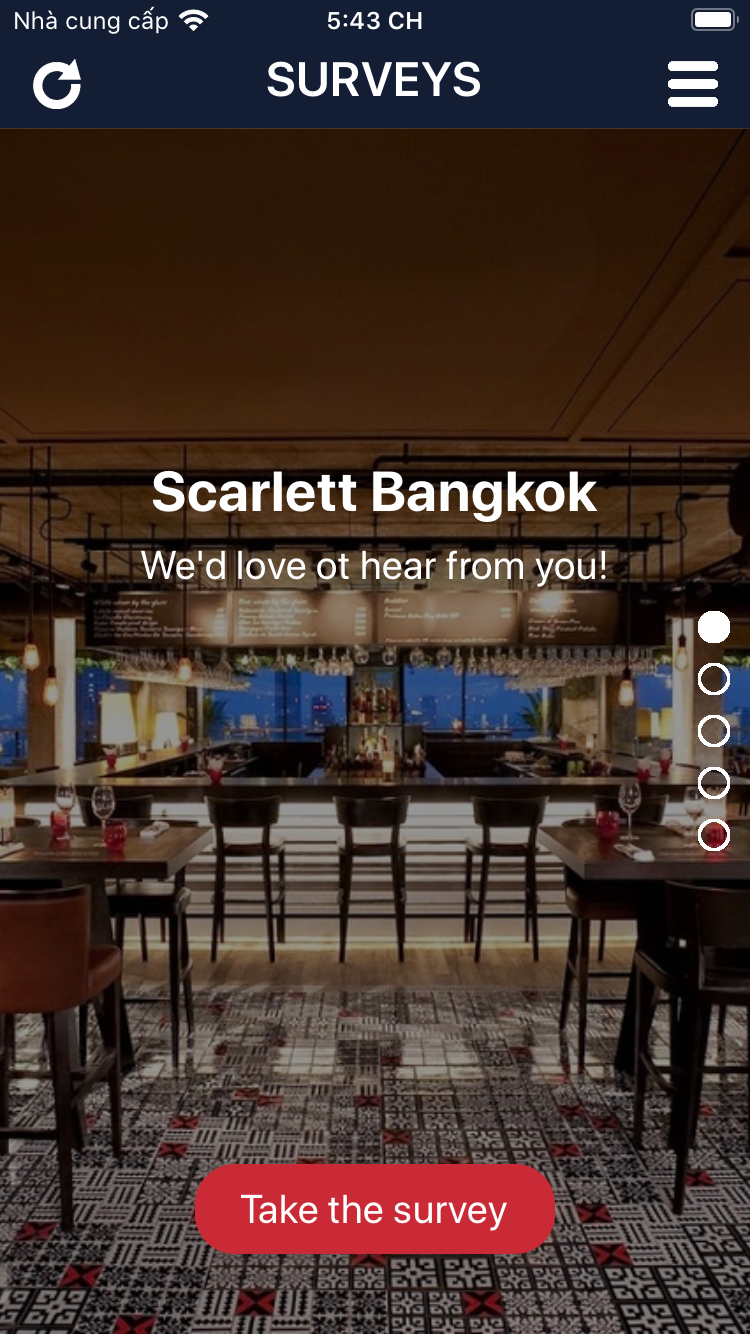 Nhà cung cấp
5:43 CH
SURVEYS
Scarlett Bangkok
We'd love ot hear from you!
Take the survey